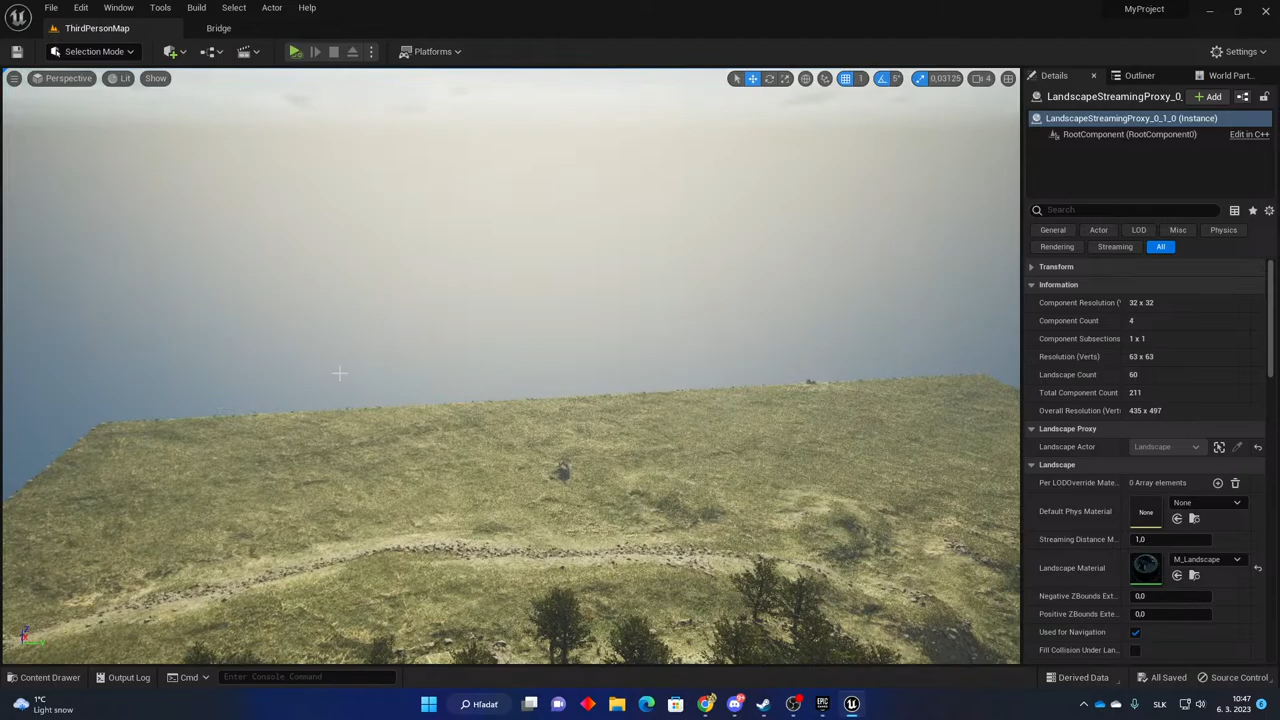 File Edit Window Tools Build Select Actor Help
MyProject
ThirdPersonMap
Bridge
Selection Mode
Platforms
Settings
Perspective Lit Show
1 5° 0,03125 4
Details Outliner World Part...
LandscapeStreamingProxy_0_ Add
LandscapeStreamingProxy_0_1_0 (Instance)
RootComponent (RootComponent0) Edit in C++
Search
General Actor LOD Misc Physics
Rendering Streaming All
Transform
Information
Component Resolution (V 32 x 32
Component Count 4
Component Subsections 1 x 1
Resolution (Verts) 63 x 63
Landscape Count 60
Total Component Count 211
Overall Resolution (Verts 435 x 497
Landscape Proxy
Landscape Actor Landscape
Landscape
Per LODOverride Mate... 0 Array elements
Default Phys Material None None
Streaming Distance M... 1,0
Landscape Material M_Landscape
Negative ZBounds Ext... 0,0
Positive ZBounds Exte... 0,0
Used for Navigation
Fill Collision Under Lan...
Content Drawer Output Log Cmd Enter Console Command
Derived Data All Saved Source Control
1°C
Light snow
Hľadať
SLK
10:47
6. 3. 2023